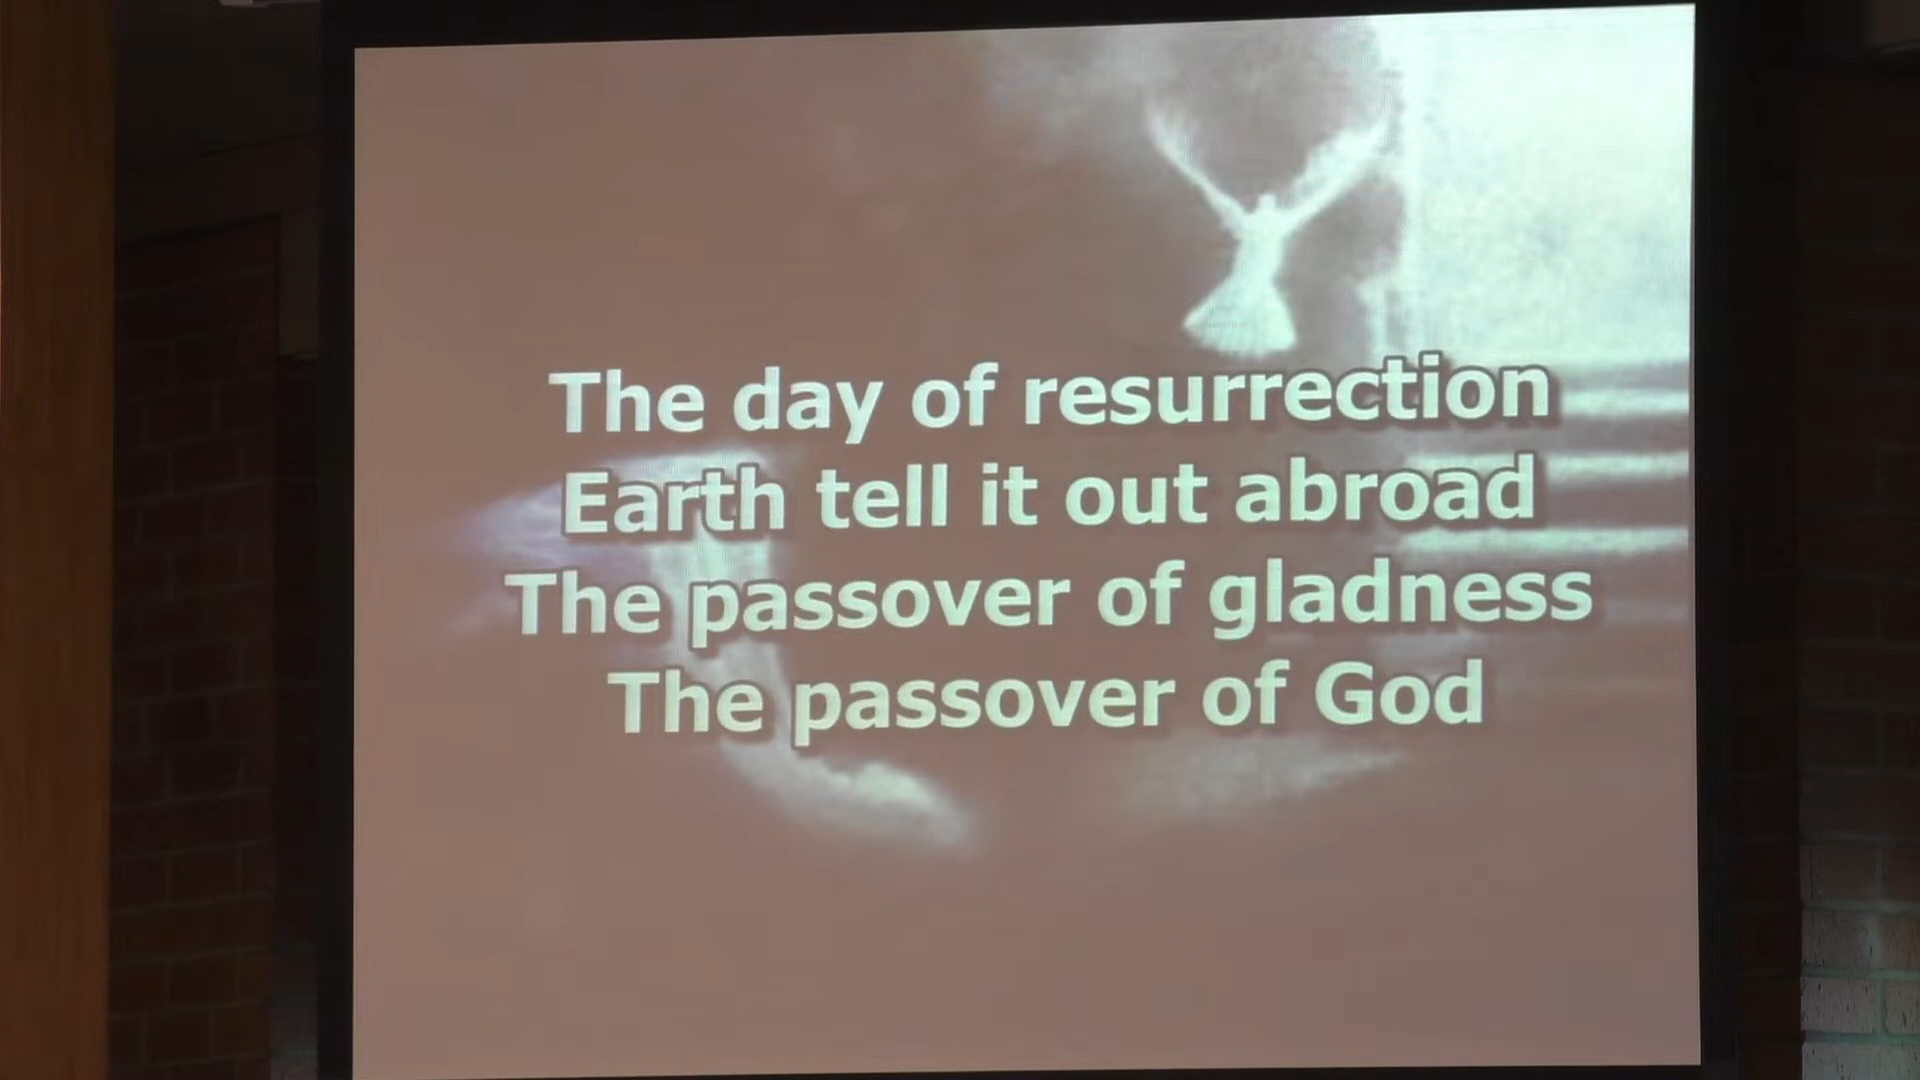 The day of resurrection
Earth tell it out abroad
The passover of gladness
The passover of God